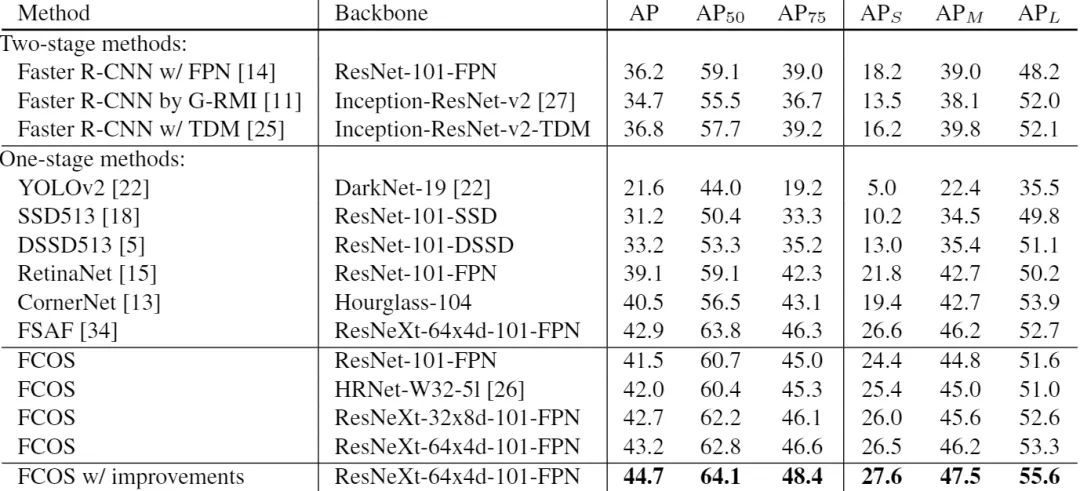 Method Backbone AP AP50 AP75 APS APM APL
Two-stage methods:
Faster R-CNN w/ FPN [14] ResNet-101-FPN 36.2 59.1 39.0 18.2 39.0 48.2
Faster R-CNN by G-RMI [11] Inception-ResNet-v2 [27] 34.7 55.5 36.7 13.5 38.1 52.0
Faster R-CNN w/ TDM [25] Inception-ResNet-v2-TDM 36.8 57.7 39.2 16.2 39.8 52.1
One-stage methods:
YOLOv2 [22] DarkNet-19 [22] 21.6 44.0 19.2 5.0 22.4 35.5
SSD513 [18] ResNet-101-SSD 31.2 50.4 33.3 10.2 34.5 49.8
DSSD513 [5] ResNet-101-DSSD 33.2 53.3 35.2 13.0 35.4 51.1
RetinaNet [15] ResNet-101-FPN 39.1 59.1 42.3 21.8 42.7 50.2
CornerNet [13] Hourglass-104 40.5 56.5 43.1 19.4 42.7 53.9
FSAF [34] ResNeXt-64x4d-101-FPN 42.9 63.8 46.3 26.6 46.2 52.7
FCOS ResNet-101-FPN 41.5 60.7 45.0 24.4 44.8 51.6
FCOS HRNet-W32-5l [26] 42.0 60.4 45.3 25.4 45.0 51.0
FCOS ResNeXt-32x8d-101-FPN 42.7 62.2 46.1 26.0 45.6 52.6
FCOS ResNeXt-64x4d-101-FPN 43.2 62.8 46.6 26.5 46.2 53.3
FCOS w/ improvements ResNeXt-64x4d-101-FPN 44.7 64.1 48.4 27.6 47.5 55.6